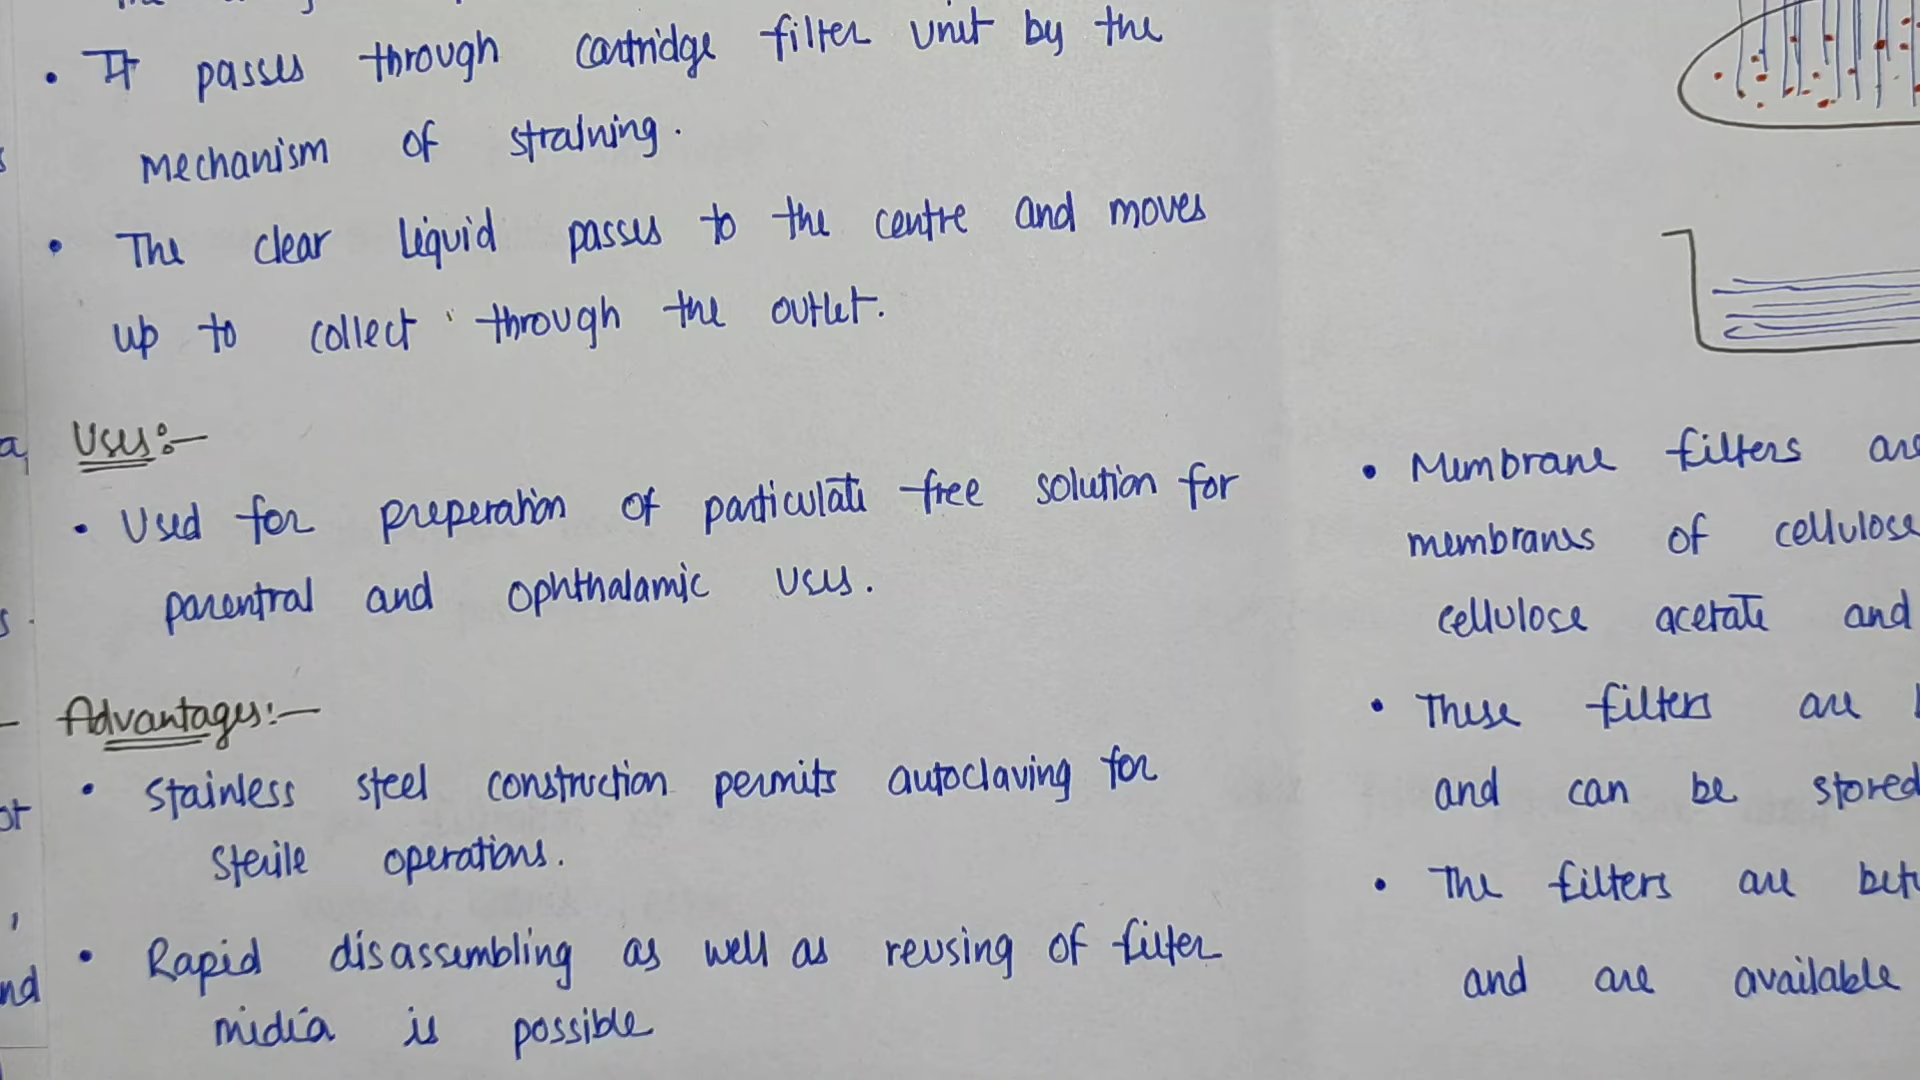 • It passes through cartridge filter unit by the
mechanism of straining.
• The clear liquid passes to the centre and moves
up to collect through the outlet.
Uses:-
• Used for preperation of particulate free solution for
parentral and ophthalamic uses.
Advantages:-
• Stainless steel construction permits autoclaving for
sterile operations.
• Rapid disassembling as well as reusing of filter
midia is possible
• Membrane filters are
membranes of cellulose
cellulose acetate and
• These filters are
and can be stored
• The filters are
and are available